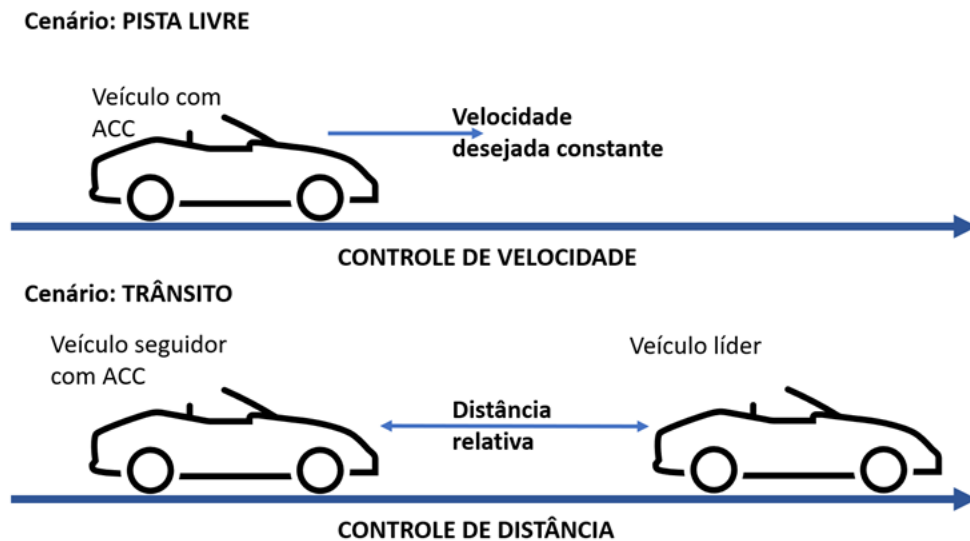 Cenário: PISTA LIVRE
Veículo com
ACC
Velocidade
desejada constante
CONTROLE DE VELOCIDADE
Cenário: TRÂNSITO
Veículo seguidor
com ACC
Veículo líder
Distância
relativa
CONTROLE DE DISTÂNCIA